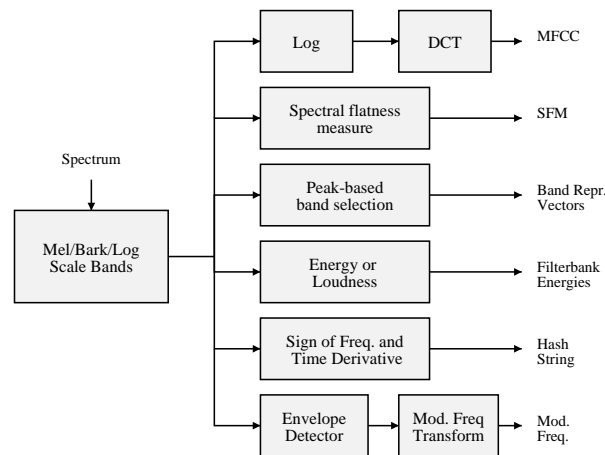 Log
DCT
MFCC
Spectral flatness
measure
SFM
Spectrum
Peak-based
band selection
Band Repr.
Vectors
Mel/Bark/Log
Scale Bands
Energy or
Loudness
Filterbank
Energies
Sign of Freq. and
Time Derivative
Hash
String
Envelope
Detector
Mod. Freq
Transform
Mod.
Freq.